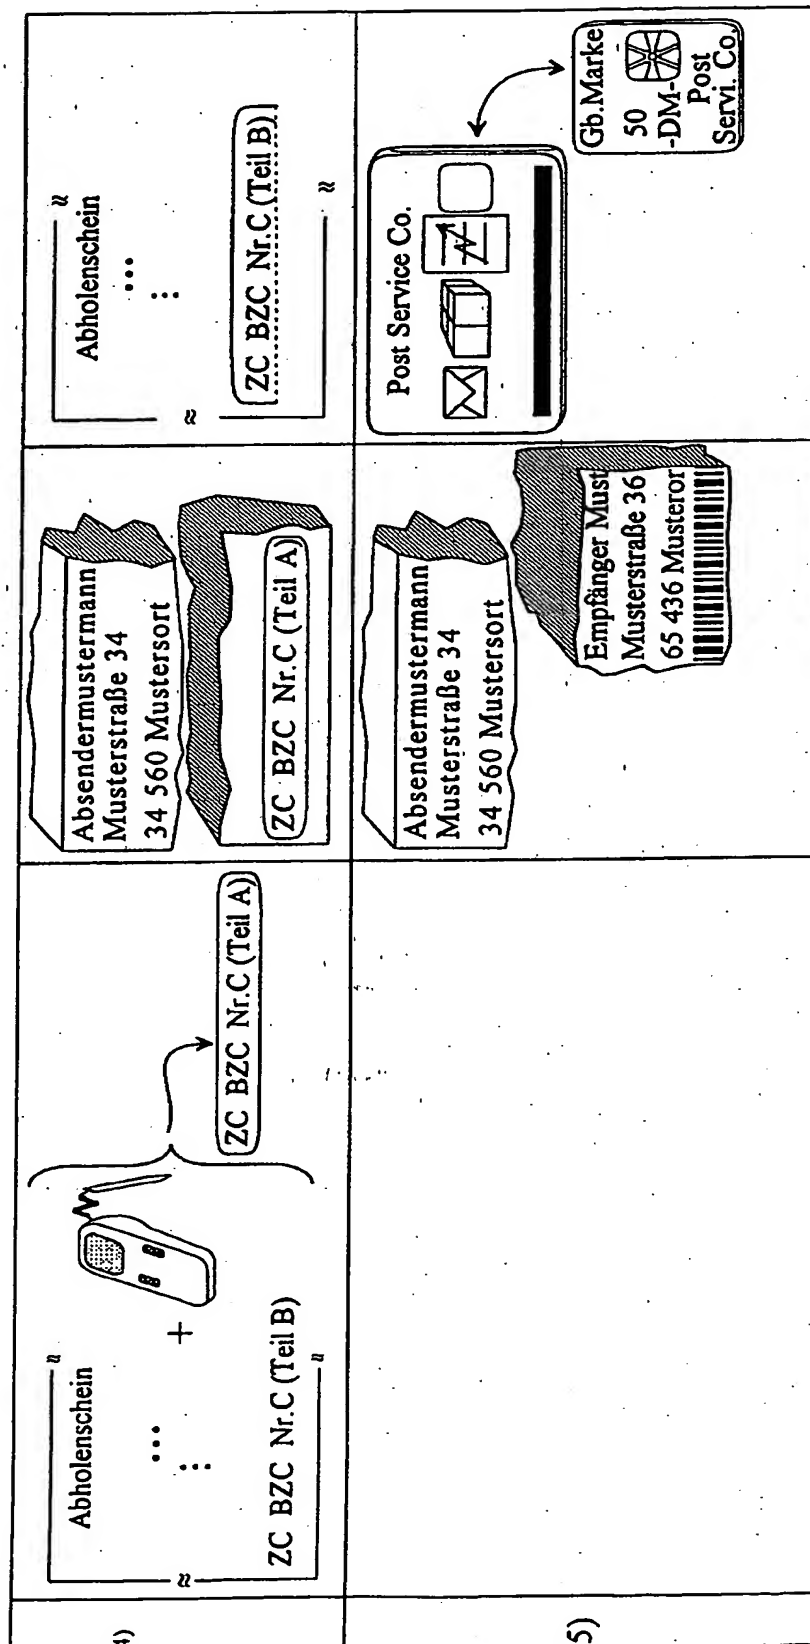 4)
Abholenschein
...
ZC BZC Nr.C (Teil B)
+
ZC BZC Nr.C (Teil A)
Absendermustermann
Musterstraße 34
34 560 Mustersort
ZC BZC Nr.C (Teil A)
Abholenschein
...
ZC BZC Nr.C (Teil B)
5)
Absendermustermann
Musterstraße 34
34 560 Mustersort
Empfänger Must
Musterstraße 36
65 436 Musteror
Post Service Co.
Gb.Marke
50
-DM-
Post
Servi. Co.